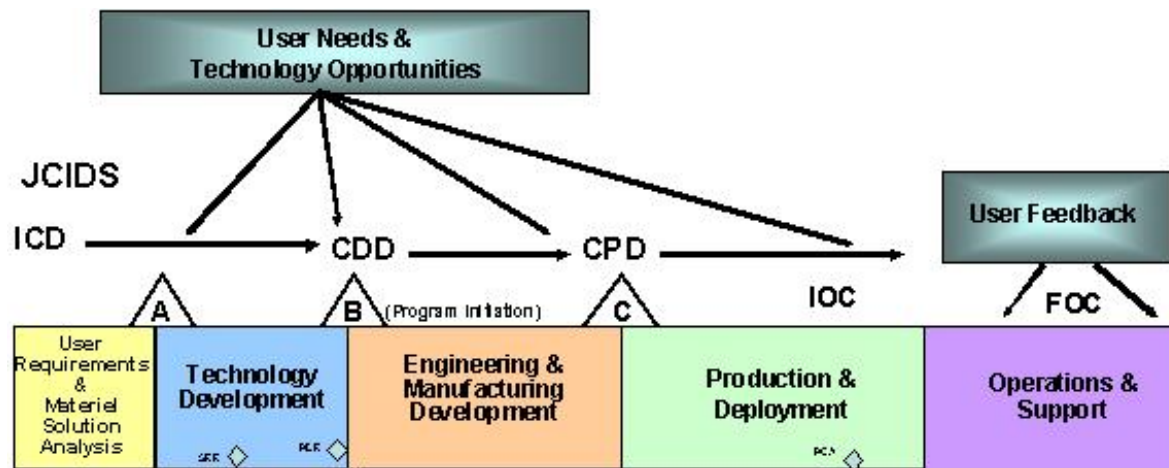 User Needs &
Technology Opportunities
JCIDS
User Feedback
ICD
CDD
CPD
IOC
FOC
A
B
(Program Initiation)
C
User
Requirements
&
Materiel
Solution
Analysis
Technology
Development
Engineering &
Manufacturing
Development
Production &
Deployment
Operations &
Support